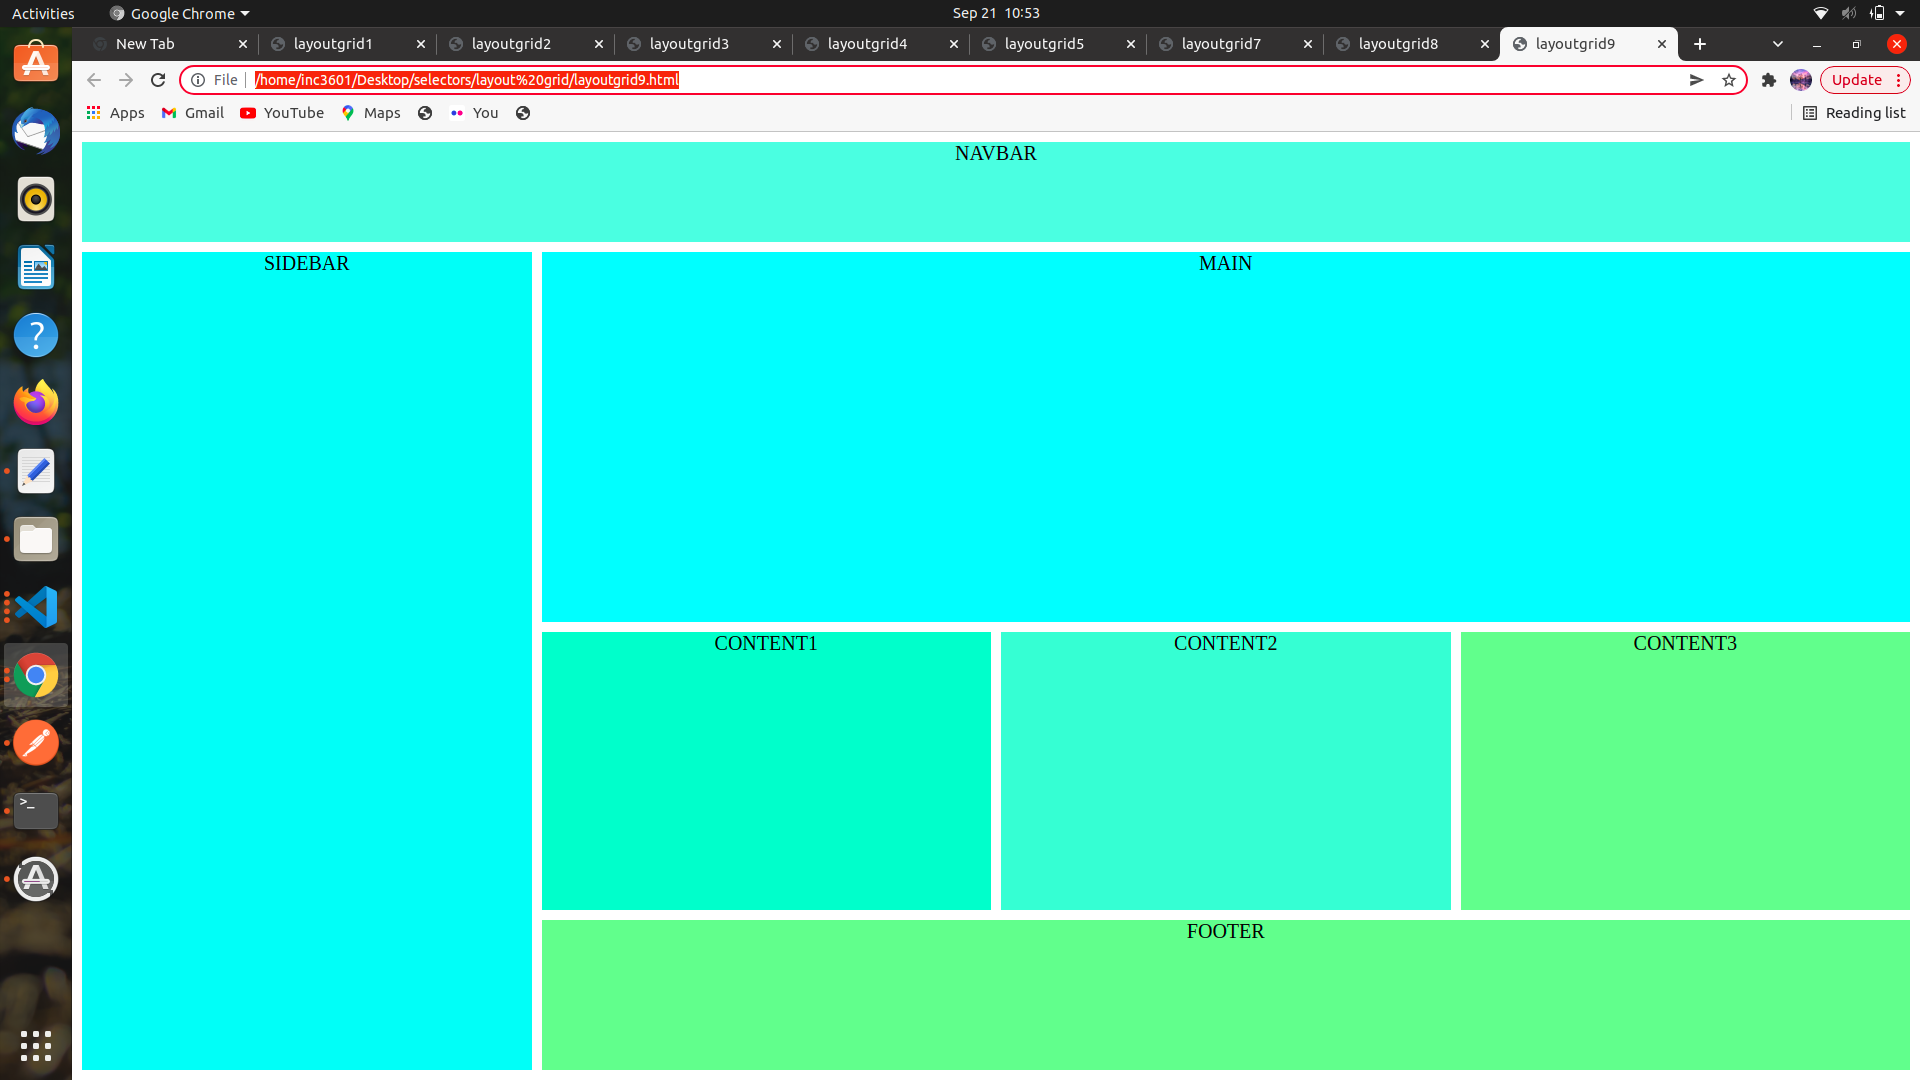 Activities Google Chrome Sep 21 10:53
New Tab layoutgrid1 layoutgrid2 layoutgrid3 layoutgrid4 layoutgrid5 layoutgrid7 layoutgrid8 layoutgrid9
File /home/inc3601/Desktop/selectors/layout%20grid/layoutgrid9.html Update
Apps Gmail YouTube Maps You Reading list
NAVBAR
SIDEBAR MAIN
CONTENT1 CONTENT2 CONTENT3
FOOTER